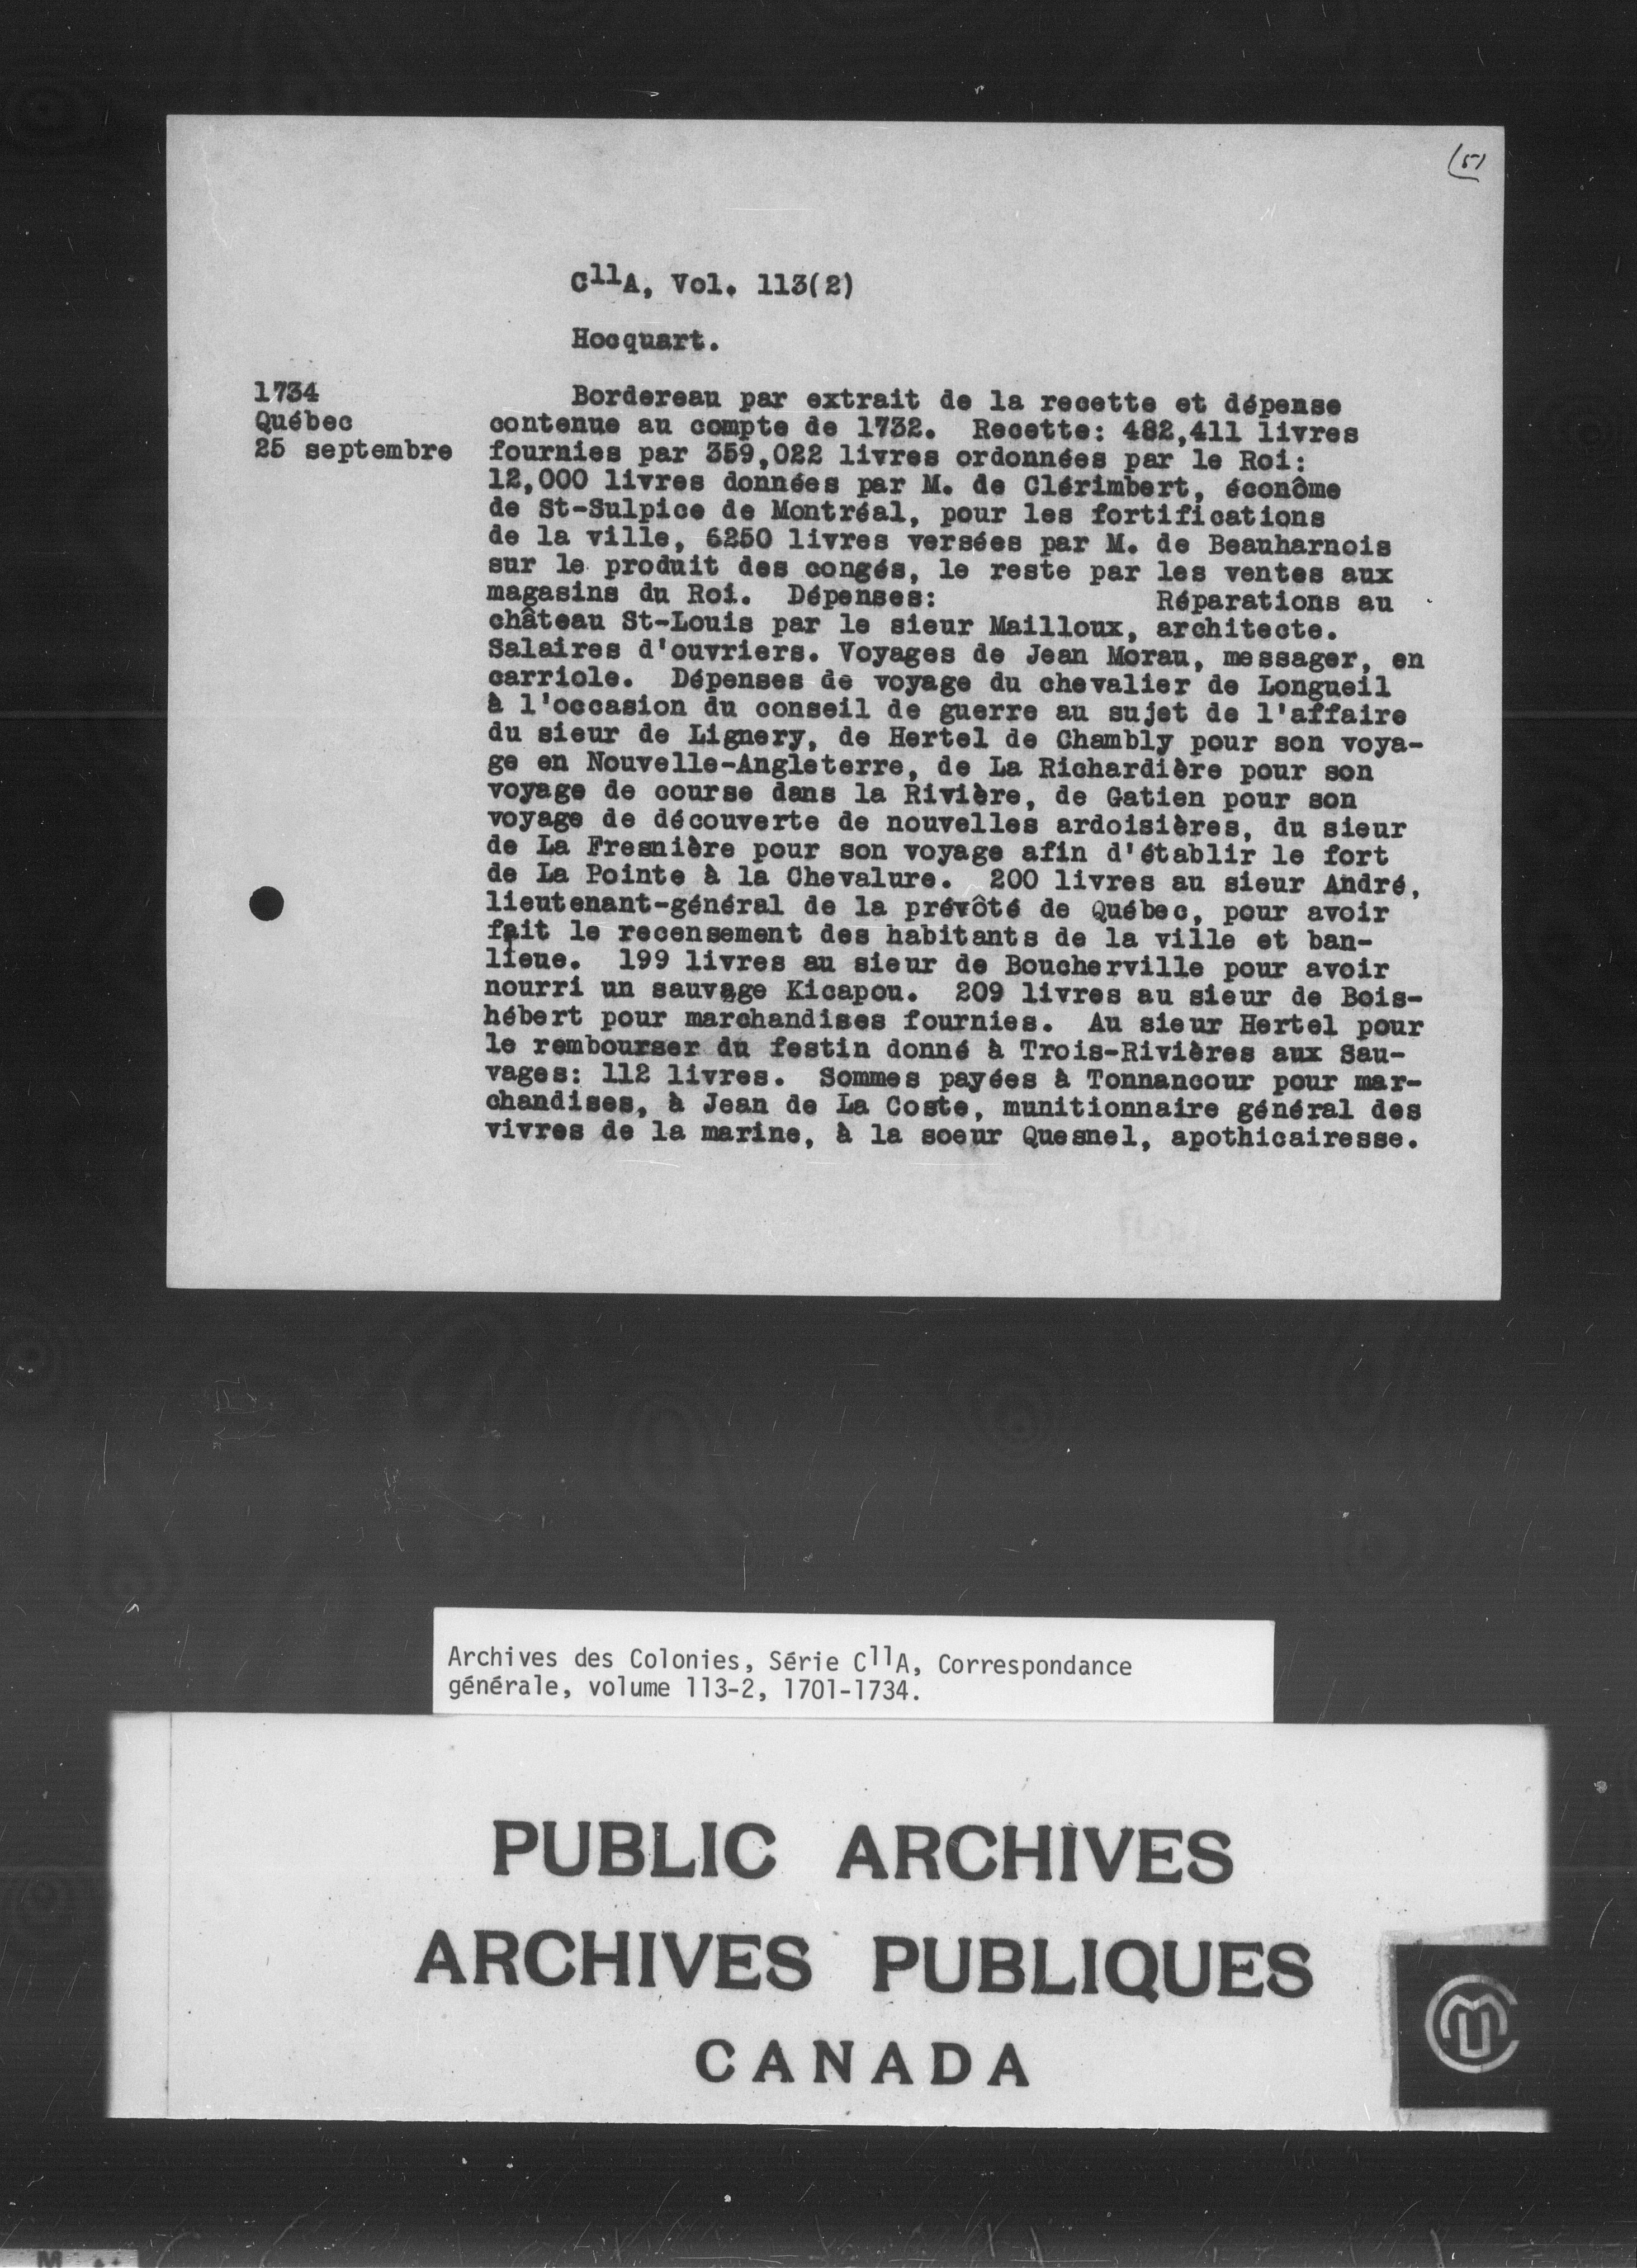 (5)
C11A, Vol. 113(2)
Hocquart.
1734
Québec
25 septembre
Bordereau par extrait de la recette et dépense
contenue au compte de 1732. Recette: 482,411 livres
fournies par 359,022 livres ordonnées par le Roi:
12,000 livres données par M. de Clérimbert, éconôme
de St-Sulpice de Montréal, pour les fortifications
de la ville, 6250 livres versées par M. de Beauharnois
sur le produit des congés, le reste par les ventes aux
magasins du Roi. Dépenses: Réparations au
château St-Louis par le sieur Mailloux, architecte.
Salaires d'ouvriers. Voyages de Jean Morau, messager, en
carriole. Dépenses de voyage du chevalier de Longueil
à l'occasion du conseil de guerre au sujet de l'affaire
du sieur de Lignery, de Hertel de Chambly pour son voya-
ge en Nouvelle-Angleterre, de La Richardière pour son
voyage de course dans la Rivière, de Gatien pour son
voyage de découverte de nouvelles ardoisières, du sieur
de La Fresnière pour son voyage afin d'établir le fort
de La Pointe à la Chevalure. 200 livres au sieur André,
lieutenant-général de la prévôté de Québec, pour avoir
fait le recensement des habitants de la ville et ban-
lieue. 199 livres au sieur de Boucherville pour avoir
nourri un sauvage Kicapou. 209 livres au sieur de Bois-
hébert pour marchandises fournies. Au sieur Hertel pour
le rembourser du festin donné à Trois-Rivières aux Sau-
vages: 112 livres. Sommes payées à Tonnancour pour mar-
chandises, à Jean de La Coste, munitionnaire général des
vivres de la marine, à la soeur Quesnel, apothicairesse.
Archives des Colonies, Série C11A, Correspondance
générale, volume 113-2, 1701-1734.
PUBLIC ARCHIVES
ARCHIVES PUBLIQUES
CANADA